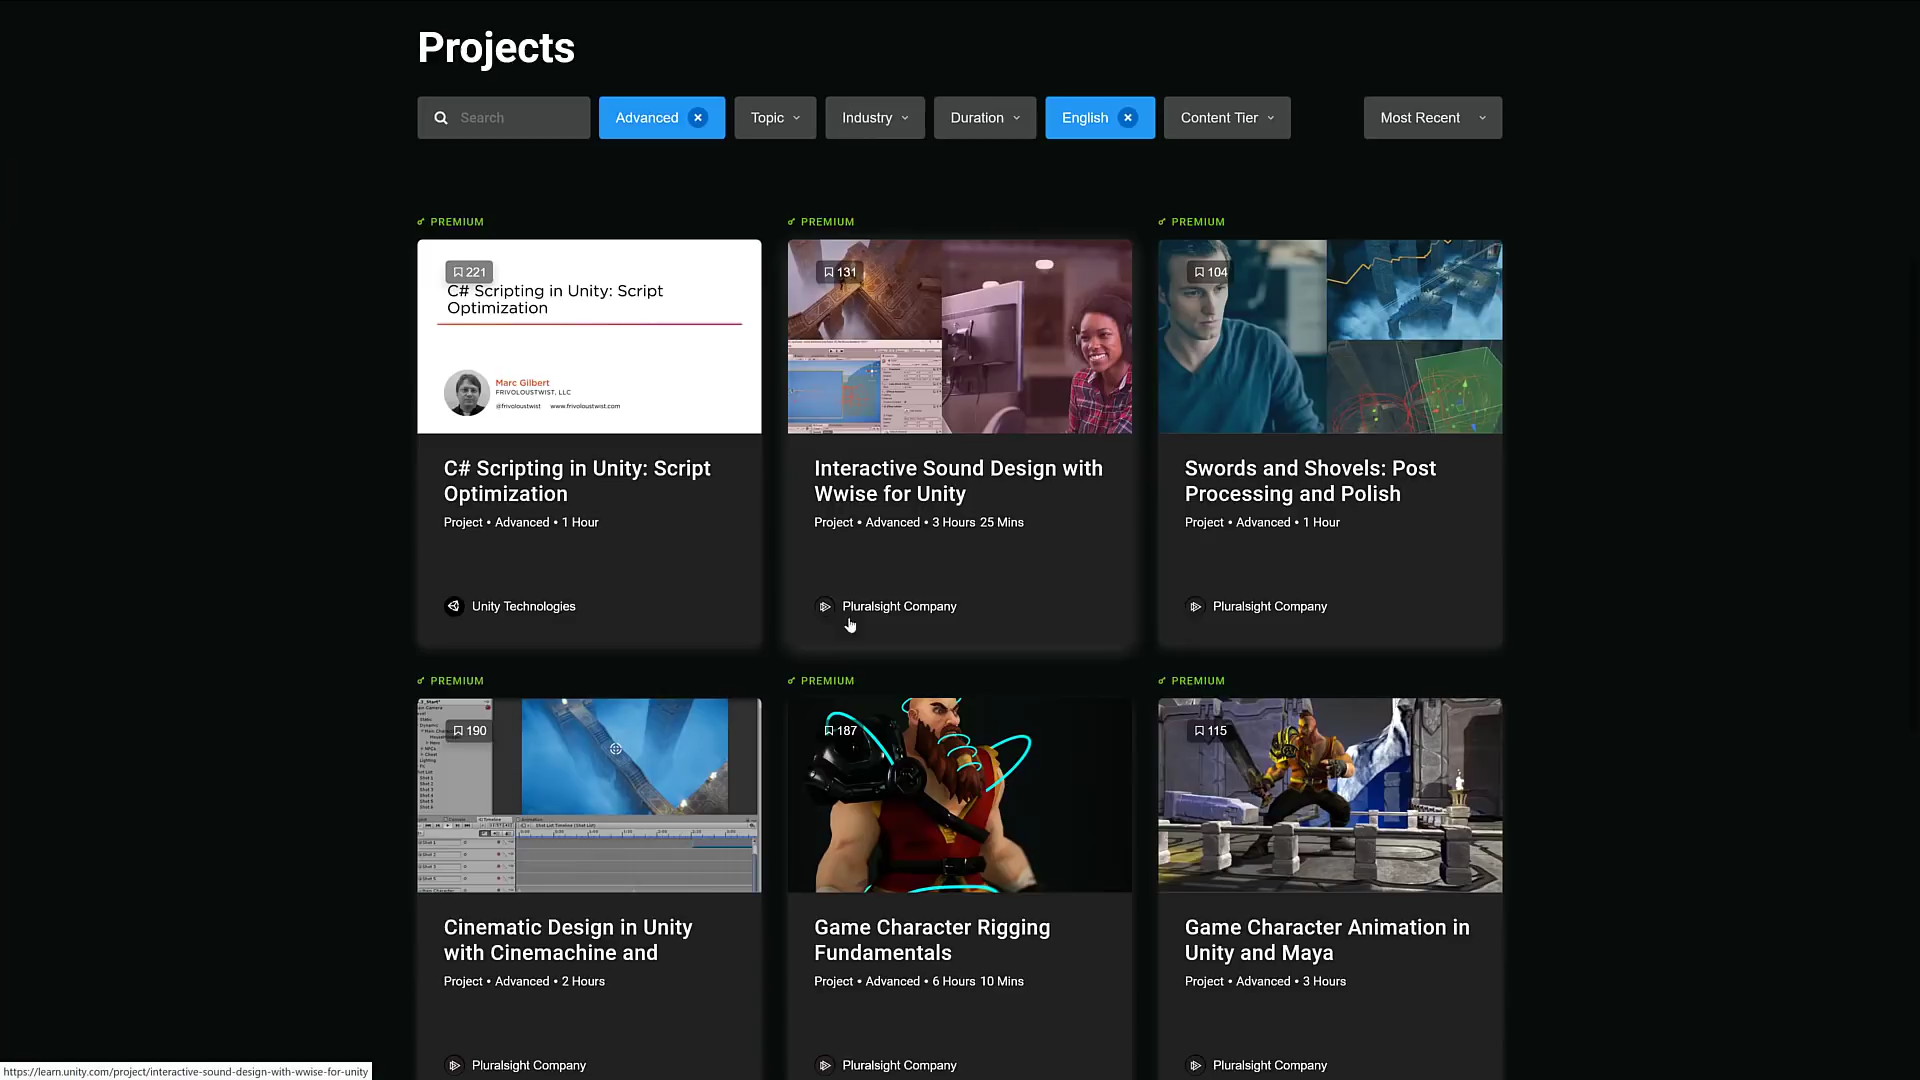 Projects
Search
Advanced
Topic
Industry
Duration
English
Content Tier
Most Recent
PREMIUM
PREMIUM
PREMIUM
221
C# Scripting in Unity: Script
Optimization
Marc Gilbert
FRIVOLOUSTWIST, LLC
@frivoloustwist www.frivoloustwist.com
131
104
C# Scripting in Unity: Script
Optimization
Project • Advanced • 1 Hour
Unity Technologies
Interactive Sound Design with
Wwise for Unity
Project • Advanced • 3 Hours 25 Mins
Pluralsight Company
Swords and Shovels: Post
Processing and Polish
Project • Advanced • 1 Hour
Pluralsight Company
PREMIUM
PREMIUM
PREMIUM
190
187
115
Cinematic Design in Unity
with Cinemachine and
Project • Advanced • 2 Hours
Pluralsight Company
Game Character Rigging
Fundamentals
Project • Advanced • 6 Hours 10 Mins
Pluralsight Company
Game Character Animation in
Unity and Maya
Project • Advanced • 3 Hours
Pluralsight Company
https://learn.unity.com/project/interactive-sound-design-with-wwise-for-unity